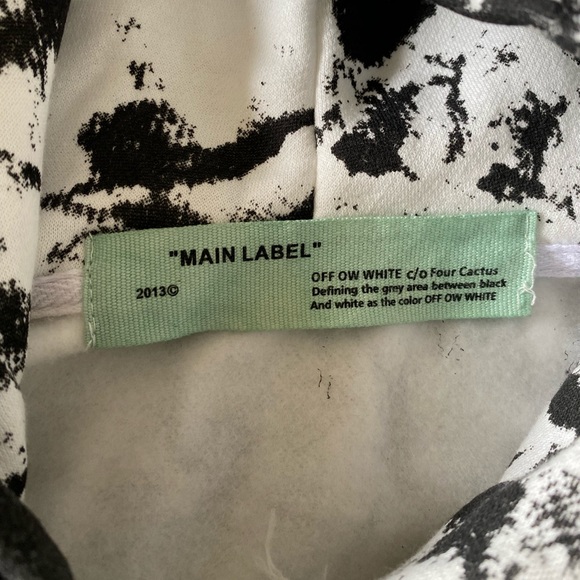 "MAIN LABEL"
2013©
OFF OW WHITE c/o Four Cactus
Defining the grey area between black
And white as the color OFF OW WHITE